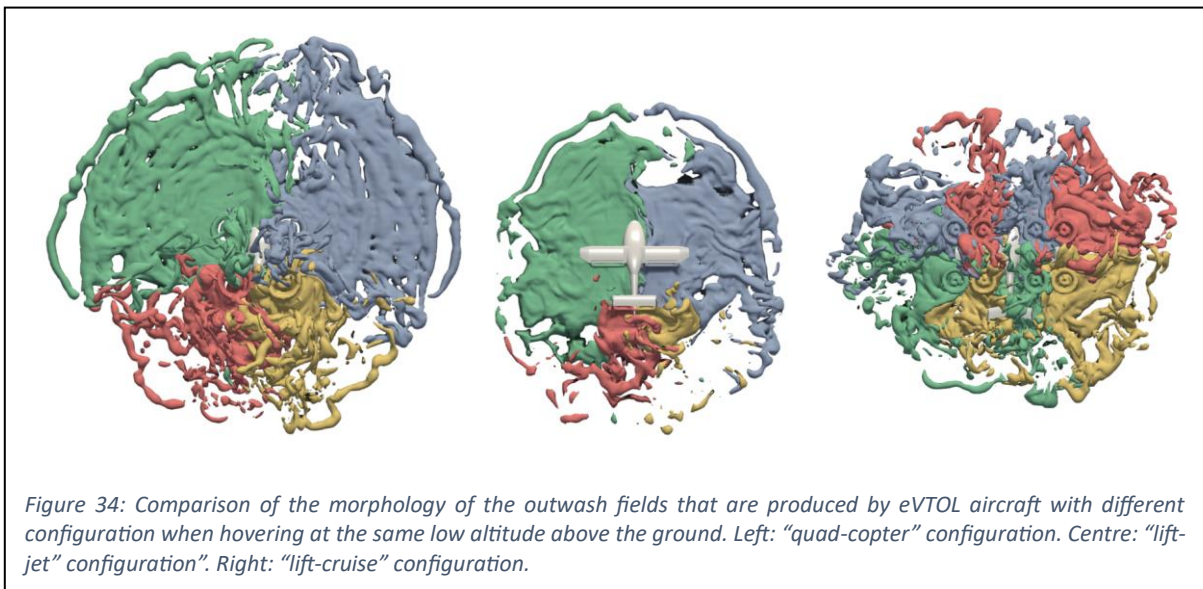 Figure 34: Comparison of the morphology of the outwash fields that are produced by eVTOL aircraft with different
configuration when hovering at the same low altitude above the ground. Left: “quad-copter” configuration. Centre: “lift-
jet” configuration”. Right: “lift-cruise” configuration.